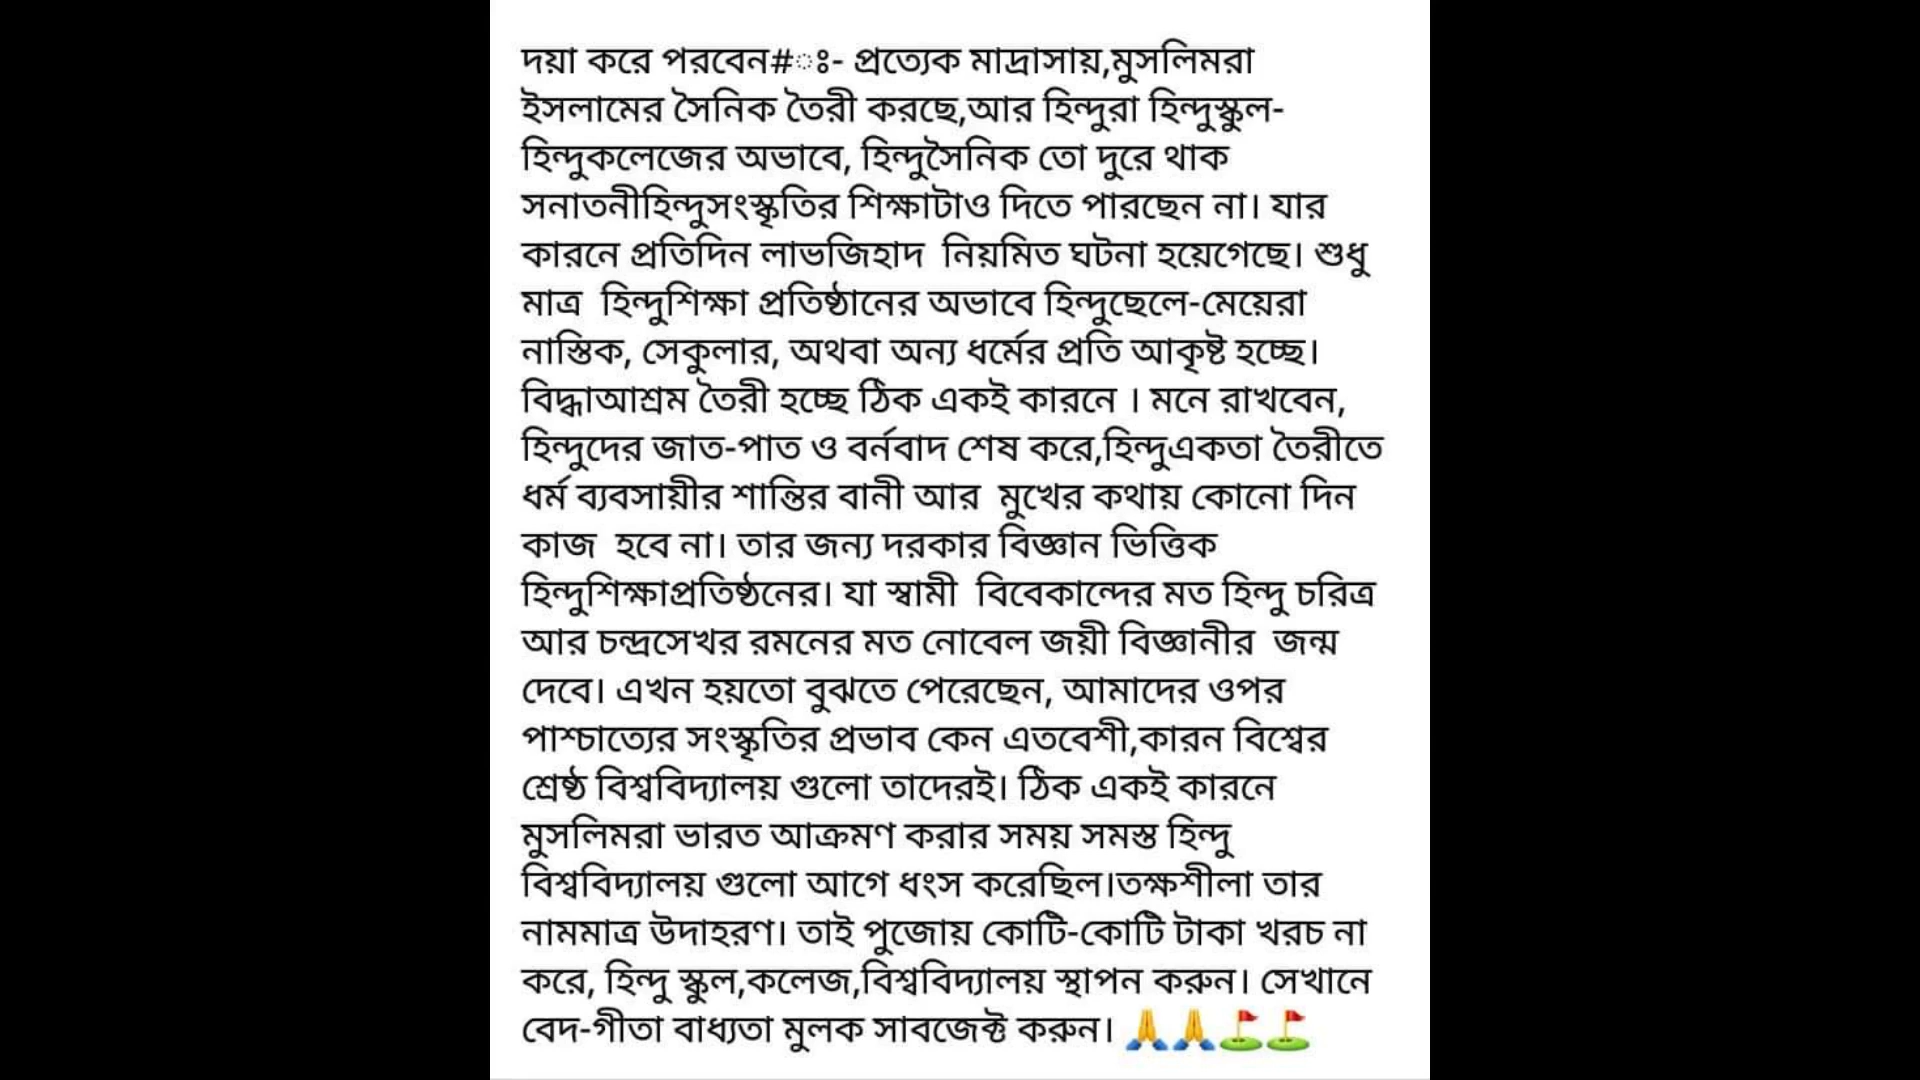 দয়া করে পরবেন#ঃ- প্রত্যেক মাদ্রাসায়,মুসলিমরা
ইসলামের সৈনিক তৈরী করছে,আর হিন্দুরা হিন্দুস্কুল-
হিন্দুকলেজের অভাবে, হিন্দুসৈনিক তো দুরে থাক
সনাতনীহিন্দুসংস্কৃতির শিক্ষাটাও দিতে পারছেন না। যার
কারনে প্রতিদিন লাভজিহাদ  নিয়মিত ঘটনা হয়েগেছে। শুধু
মাত্র  হিন্দুশিক্ষা প্রতিষ্ঠানের অভাবে হিন্দুছেলে-মেয়েরা
নাস্তিক, সেকুলার, অথবা অন্য ধর্মের প্রতি আকৃষ্ট হচ্ছে।
বিদ্ধাআশ্রম তৈরী হচ্ছে ঠিক একই কারনে । মনে রাখবেন,
হিন্দুদের জাত-পাত ও বর্নবাদ শেষ করে,হিন্দুএকতা তৈরীতে
ধর্ম ব্যবসায়ীর শান্তির বানী আর  মুখের কথায় কোনো দিন
কাজ  হবে না। তার জন্য দরকার বিজ্ঞান ভিত্তিক
হিন্দুশিক্ষাপ্রতিষ্ঠনের। যা স্বামী  বিবেকান্দের মত হিন্দু চরিত্র
আর চন্দ্রসেখর রমনের মত নোবেল জয়ী বিজ্ঞানীর  জন্ম
দেবে। এখন হয়তো বুঝতে পেরেছেন, আমাদের ওপর
পাশ্চাত্যের সংস্কৃতির প্রভাব কেন এতবেশী,কারন বিশ্বের
শ্রেষ্ঠ বিশ্ববিদ্যালয় গুলো তাদেরই। ঠিক একই কারনে
মুসলিমরা ভারত আক্রমণ করার সময় সমস্ত হিন্দু
বিশ্ববিদ্যালয় গুলো আগে ধংস করেছিল।তক্ষশীলা তার
নামমাত্র উদাহরণ। তাই পুজোয় কোটি-কোটি টাকা খরচ না
করে, হিন্দু স্কুল,কলেজ,বিশ্ববিদ্যালয় স্থাপন করুন। সেখানে
বেদ-গীতা বাধ্যতা মুলক সাবজেক্ট করুন। 🙏🙏⛳⛳